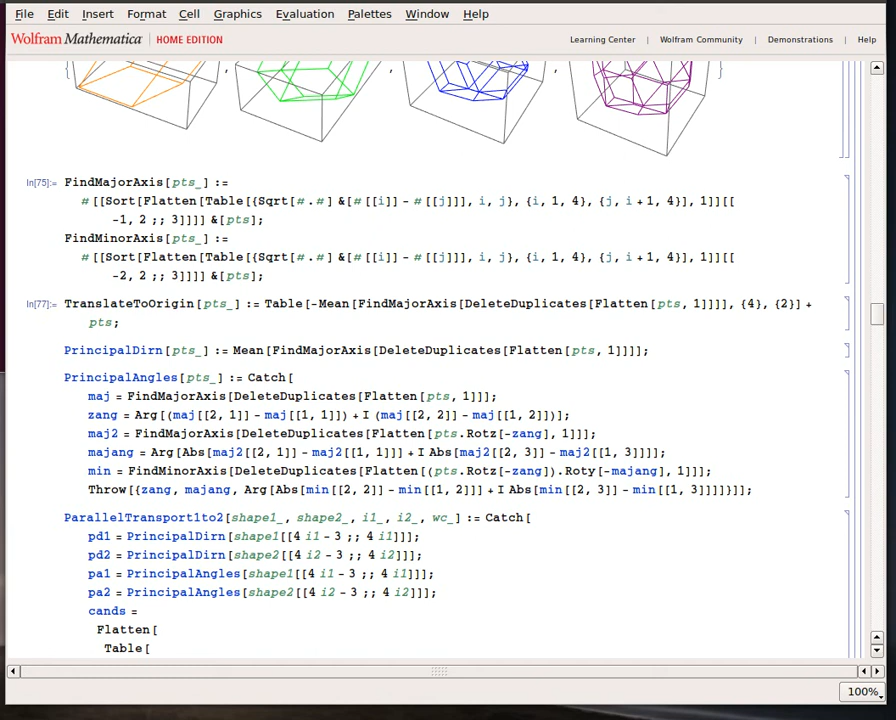 File Edit Insert Format Cell Graphics Evaluation Palettes Window Help
Wolfram Mathematica | HOME EDITION Learning Center | Wolfram Community | Demonstrations | Help
{ , , , }
In[75]:= FindMajorAxis[pts_] :=
#[[Sort[Flatten[Table[{Sqrt[#.#] &[#[[i]] - #[[j]]], i, j}, {i, 1, 4}, {j, i + 1, 4}], 1]][[
-1, 2 ;; 3]]]] &[pts];
FindMinorAxis[pts_] :=
#[[Sort[Flatten[Table[{Sqrt[#.#] &[#[[i]] - #[[j]]], i, j}, {i, 1, 4}, {j, i + 1, 4}], 1]][[
-2, 2 ;; 3]]]] &[pts];
In[77]:= TranslateToOrigin[pts_] := Table[-Mean[FindMajorAxis[DeleteDuplicates[Flatten[pts, 1]]]], {4}, {2}] +
pts;
PrincipalDirn[pts_] := Mean[FindMajorAxis[DeleteDuplicates[Flatten[pts, 1]]]];
PrincipalAngles[pts_] := Catch[
maj = FindMajorAxis[DeleteDuplicates[Flatten[pts, 1]]];
zang = Arg[(maj[[2, 1]] - maj[[1, 1]]) + I (maj[[2, 2]] - maj[[1, 2]])];
maj2 = FindMajorAxis[DeleteDuplicates[Flatten[pts.Rotz[-zang], 1]]];
majang = Arg[Abs[maj2[[2, 1]] - maj2[[1, 1]]] + I Abs[maj2[[2, 3]] - maj2[[1, 3]]]];
min = FindMinorAxis[DeleteDuplicates[Flatten[(pts.Rotz[-zang]).Roty[-majang], 1]]];
Throw[{zang, majang, Arg[Abs[min[[2, 2]] - min[[1, 2]]] + I Abs[min[[2, 3]] - min[[1, 3]]]]}]];
ParallelTransport1to2[shape1_, shape2_, i1_, i2_, wc_] := Catch[
pd1 = PrincipalDirn[shape1[[4 i1 - 3 ;; 4 i1]]];
pd2 = PrincipalDirn[shape2[[4 i2 - 3 ;; 4 i2]]];
pa1 = PrincipalAngles[shape1[[4 i1 - 3 ;; 4 i1]]];
pa2 = PrincipalAngles[shape2[[4 i2 - 3 ;; 4 i2]]];
cands =
Flatten[
Table[
100%